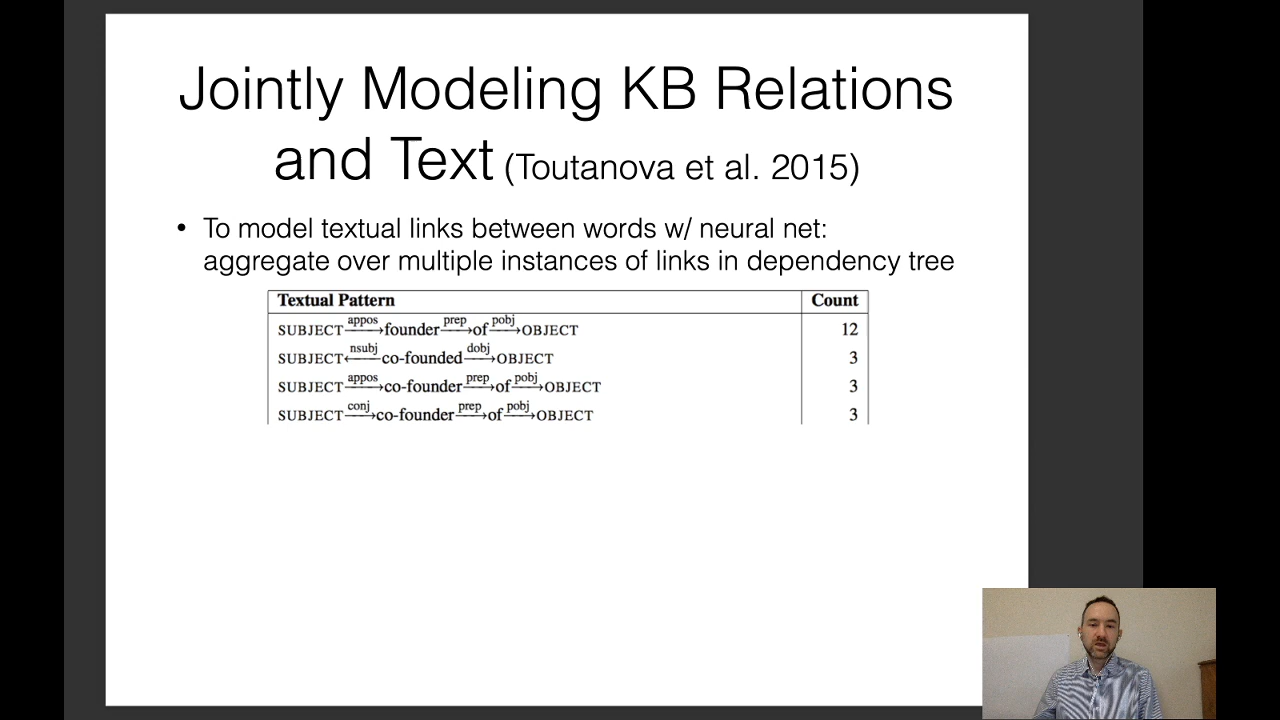 Jointly Modeling KB Relations
and Text (Toutanova et al. 2015)
• To model textual links between words w/ neural net:
aggregate over multiple instances of links in dependency tree
Textual Pattern Count
SUBJECT appos→ founder prep→ of pobj→ OBJECT 12
SUBJECT ←nsubj co-founded dobj→ OBJECT 3
SUBJECT appos→ co-founder prep→ of pobj→ OBJECT 3
SUBJECT conj→ co-founder prep→ of pobj→ OBJECT 3